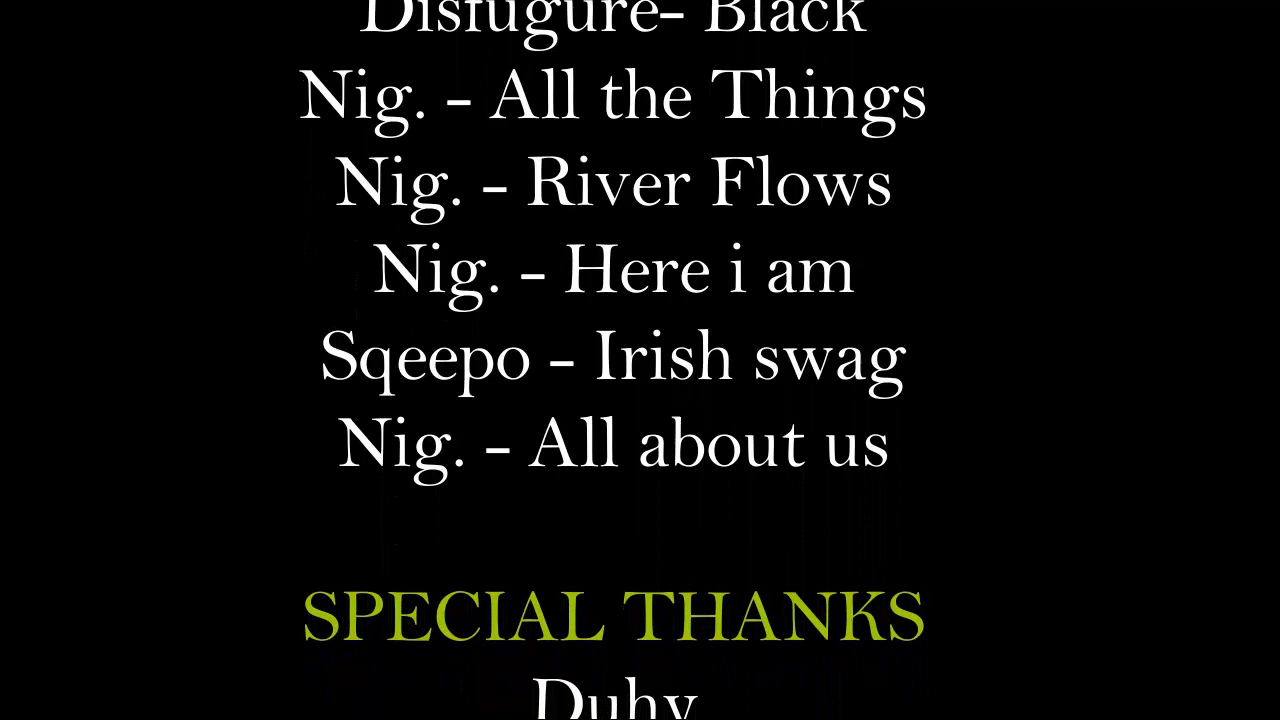 Disfugure- Black
Nig. - All the Things
Nig. - River Flows
Nig. - Here i am
Sqeepo - Irish swag
Nig. - All about us
SPECIAL THANKS